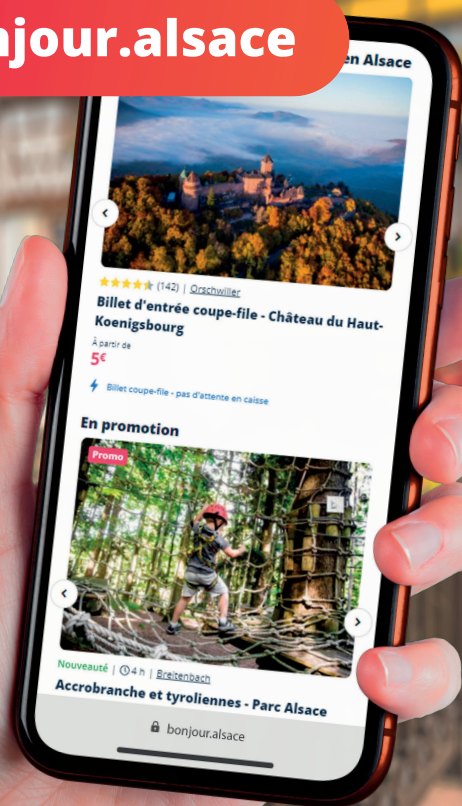 njour.alsace
en Alsace
(142) | Orschwiller
Billet d'entrée coupe-file - Château du Haut-
Koenigsbourg
À partir de
5€
Billet coupe-file - pas d'attente en caisse
En promotion
Promo
Nouveauté | 4 h | Breitenbach
Accrobranche et tyroliennes - Parc Alsace
bonjour.alsace